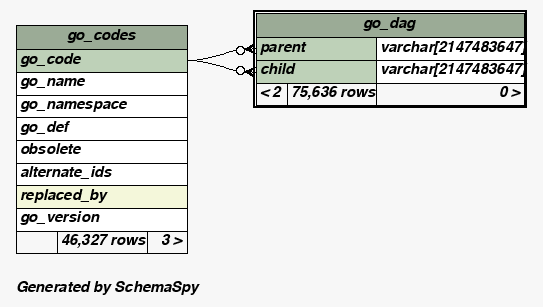 go_codes
go_code
go_name
go_namespace
go_def
obsolete
alternate_ids
replaced_by
go_version
46,327 rows 3 >
go_dag
parent varchar[2147483647]
child varchar[2147483647]
< 2 75,636 rows 0 >
Generated by SchemaSpy